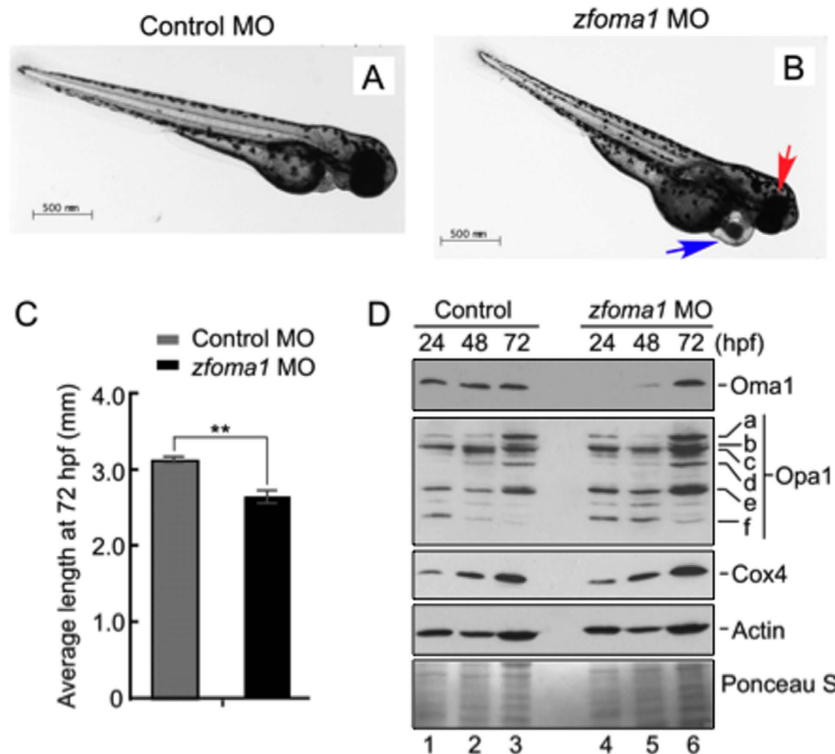 Control MO
zfoma1 MO
A
B
500 mm
500 mm
C
Control MO
zfoma1 MO
Average length at 72 hpf (mm)
4.0
3.0
2.0
1.0
0
**
D
Control
zfoma1 MO
24 48 72 24 48 72 (hpf)
Oma1
a
b
c
d
e
f
Opa1
Cox4
Actin
Ponceau S
1 2 3 4 5 6